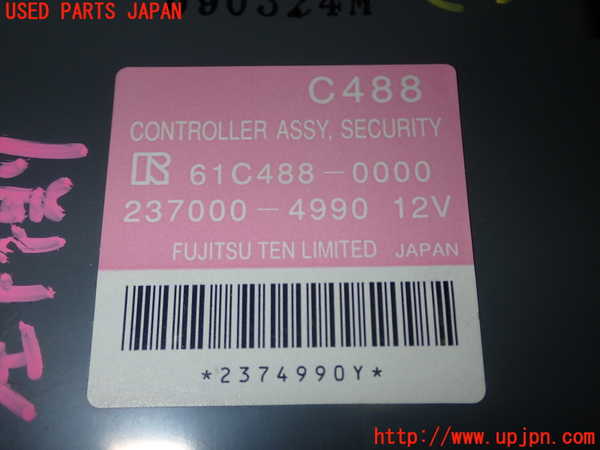 USED PARTS JAPAN
990324M
C488
CONTROLLER ASSY, SECURITY
R 61C488-0000
237000-4990 12V
FUJITSU TEN LIMITED JAPAN
*2374990Y*
http://www.upjpn.com